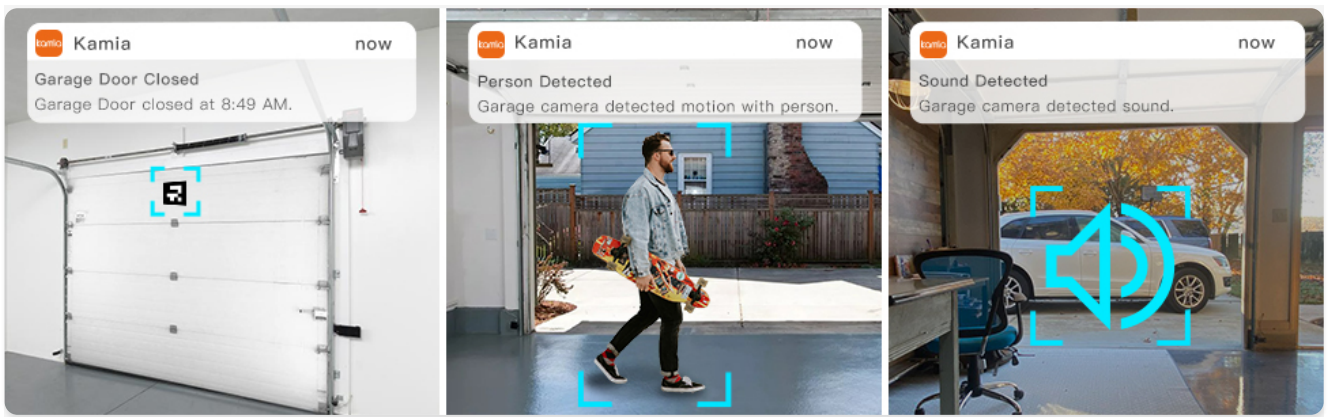 kamia
Kamia
now
Garage Door Closed
Garage Door closed at 8:49 AM.
kamia
Kamia
now
Person Detected
Garage camera detected motion with person.
kamia
Kamia
now
Sound Detected
Garage camera detected sound.